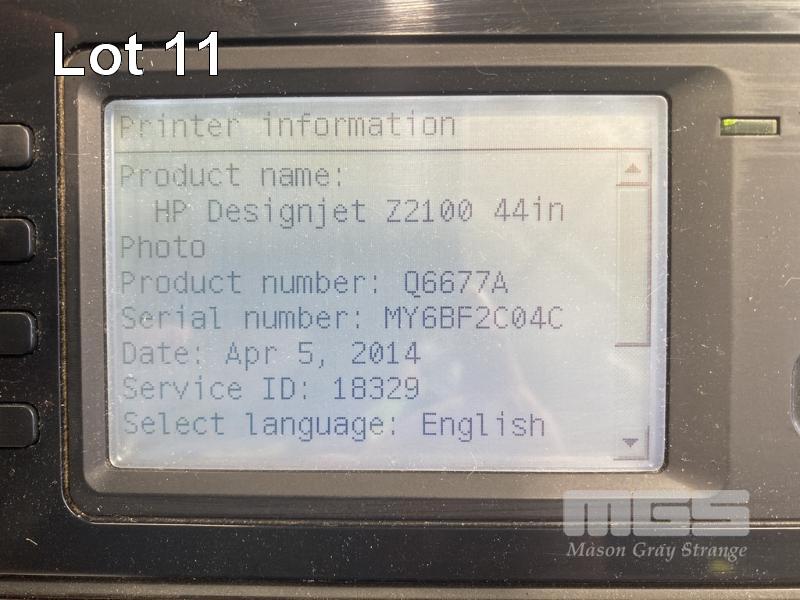 Lot 11
Printer information
Product name:
HP Designjet Z2100 44in
Photo
Product number: Q6677A
Serial number: MY6BF2C04C
Date: Apr 5, 2014
Service ID: 18329
Select language: English
MGS
Mason Gray Strange